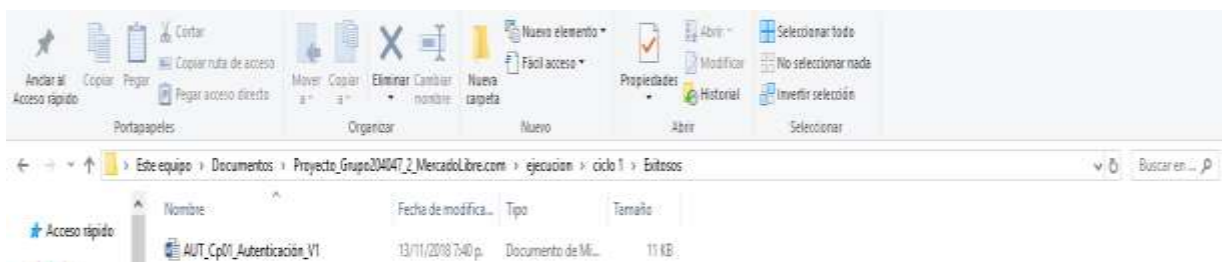 Cortar
Copiar ruta de acceso
Pegar acceso directo
Anclar al Acceso rápido
Copiar
Pegar
Portapapeles
Mover a
Copiar a
Eliminar
Cambiar nombre
Organizar
Nueva carpeta
Nuevo elemento
Fácil acceso
Nuevo
Propiedades
Abrir
Modificar
Historial
Abrir
Seleccionar todo
No seleccionar nada
Invertir selección
Seleccionar
Este equipo > Documentos > Proyecto_Grupo204047_2_MercadoLibre.com > ejecucion > ciclo 1 > Exitosos
Buscar en ...
Nombre Fecha de modifica... Tipo Tamaño
Acceso rápido
AUT_Cp01_Autenticación_V1 13/11/2018 7:40 p. Documento de Mi... 11 KB